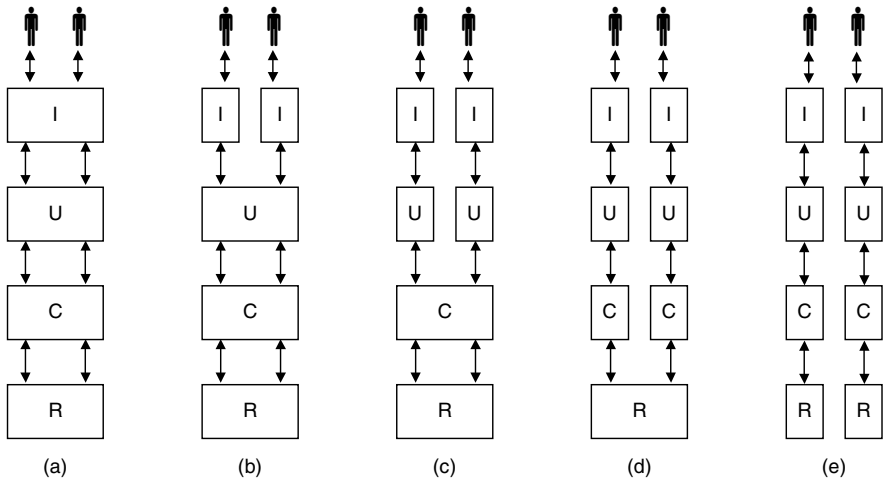 I I I I I I I I I
U U U U U U U U
C C C C C C C
R R R R R R
(a) (b) (c) (d) (e)